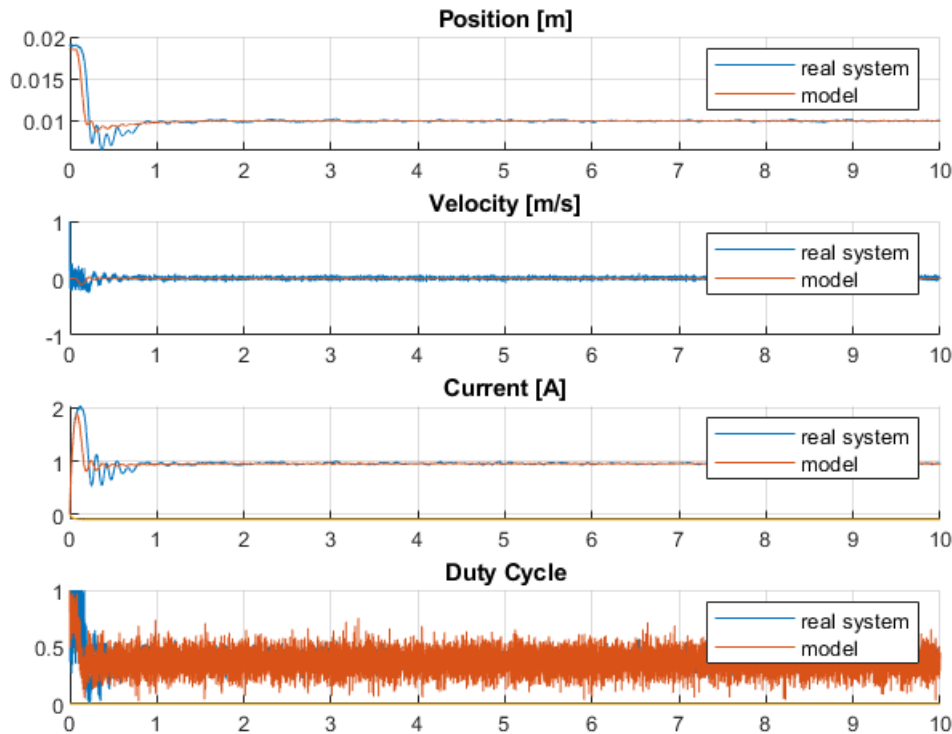 Position [m]
0.02
0.015
0.01
real system
model
0 1 2 3 4 5 6 7 8 9 10
Velocity [m/s]
1
0
-1
real system
model
0 1 2 3 4 5 6 7 8 9 10
Current [A]
2
1
0
real system
model
0 1 2 3 4 5 6 7 8 9 10
Duty Cycle
1
0.5
0
real system
model
0 1 2 3 4 5 6 7 8 9 10